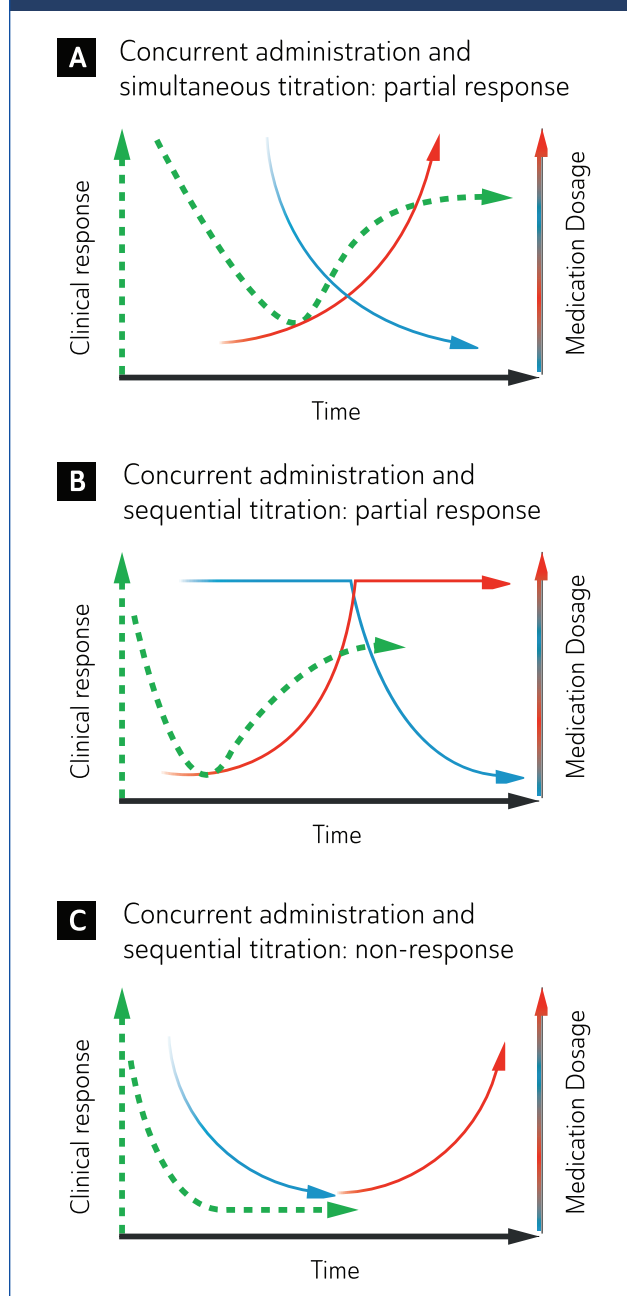 A
Concurrent administration and
simultaneous titration: partial response
Clinical response
Medication Dosage
Time
B
Concurrent administration and
sequential titration: partial response
Clinical response
Medication Dosage
Time
C
Concurrent administration and
sequential titration: non-response
Clinical response
Medication Dosage
Time